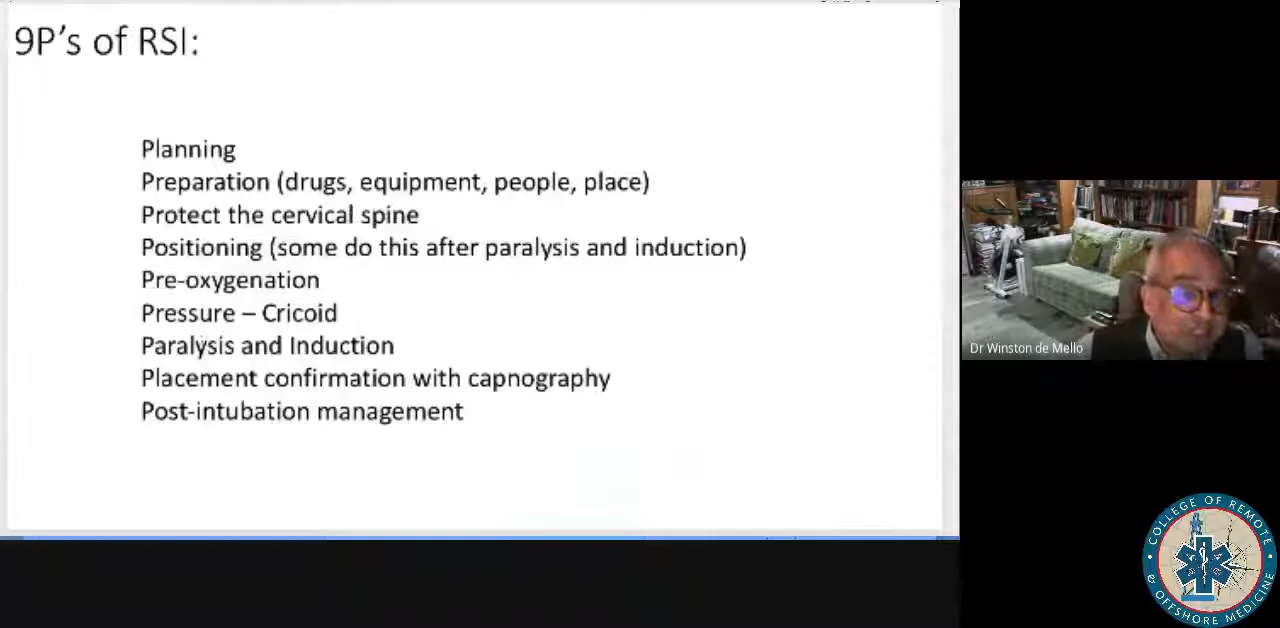 9P's of RSI:
Planning
Preparation (drugs, equipment, people, place)
Protect the cervical spine
Positioning (some do this after paralysis and induction)
Pre-oxygenation
Pressure – Cricoid
Paralysis and Induction
Placement confirmation with capnography
Post-intubation management
Dr Winston de Mello
COLLEGE OF REMOTE
& OFFSHORE MEDICINE